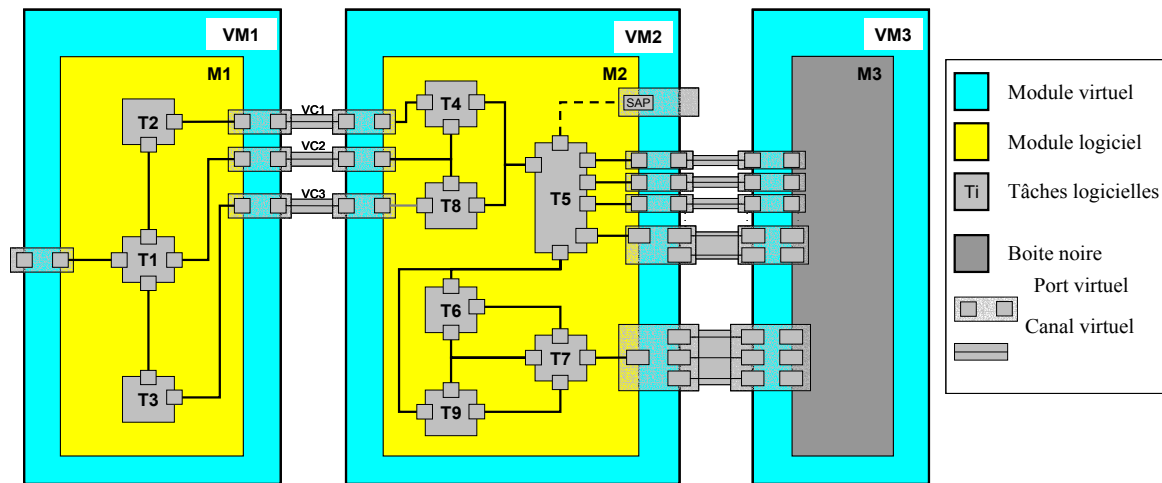 VM1
VM2
VM3
M1
M2
M3
VC1
VC2
VC3
SAP
T2
T4
T1
T8
T5
T3
T6
T7
T9
Module virtuel
Module logiciel
Ti
Tâches logicielles
Boite noire
Port virtuel
Canal virtuel